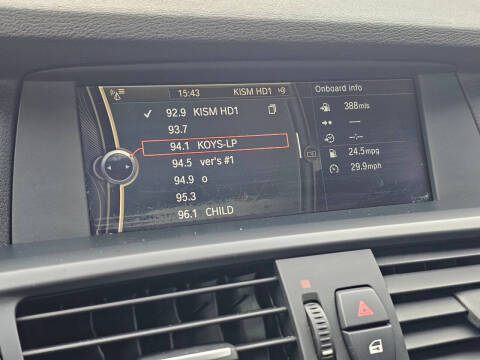 15:43 KISM HD1
92.9 KISM HD1
93.7
94.1 KOYS-LP
94.5 ver's #1
94.9 o
95.3
96.1 CHILD
Onboard info
388mls
---
--:--
24.5mpg
29.9mph